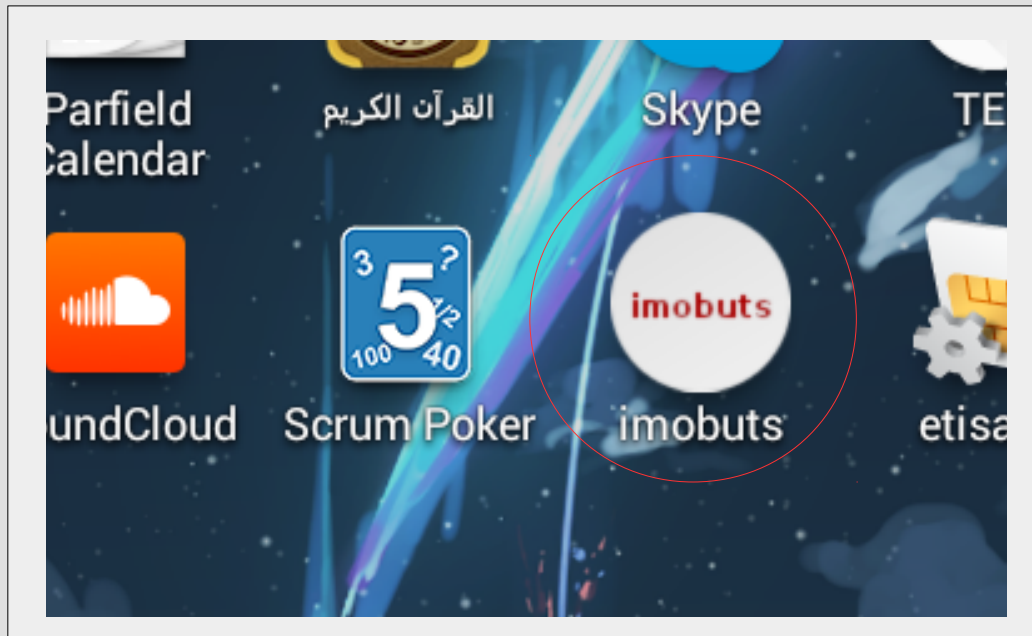 Parfield
Calendar
القرآن الكريم
Skype
TE
3
?
5
1/2
100
40
imobuts
undCloud
Scrum Poker
imobuts
etisa